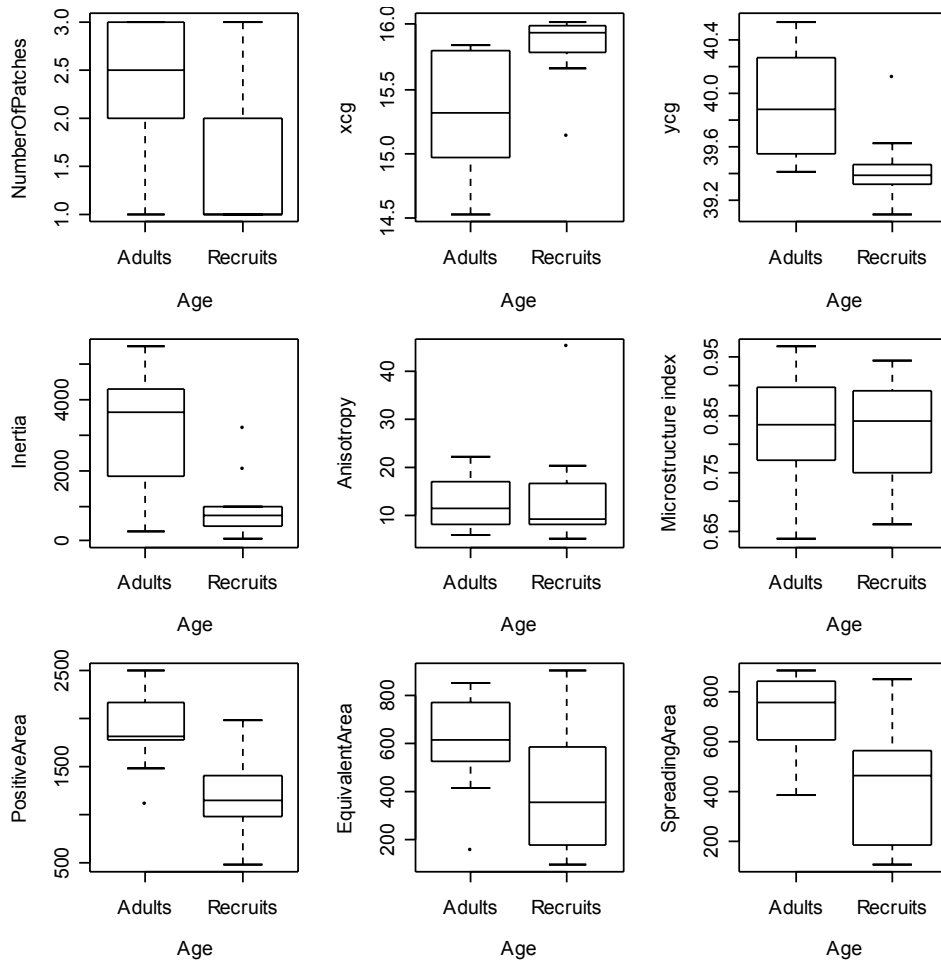 NumberOfPatches
3.0
2.5
2.0
1.5
1.0
Adults Recruits
Age
xcg
16.0
15.5
15.0
14.5
Adults Recruits
Age
ycg
40.4
40.0
39.6
39.2
Adults Recruits
Age
Inertia
4000
2000
0
Adults Recruits
Age
Anisotropy
40
30
20
10
Adults Recruits
Age
Microstructure index
0.95
0.85
0.75
0.65
Adults Recruits
Age
PositiveArea
2500
1500
500
Adults Recruits
Age
EquivalentArea
800
600
400
200
Adults Recruits
Age
SpreadingArea
800
600
400
200
Adults Recruits
Age